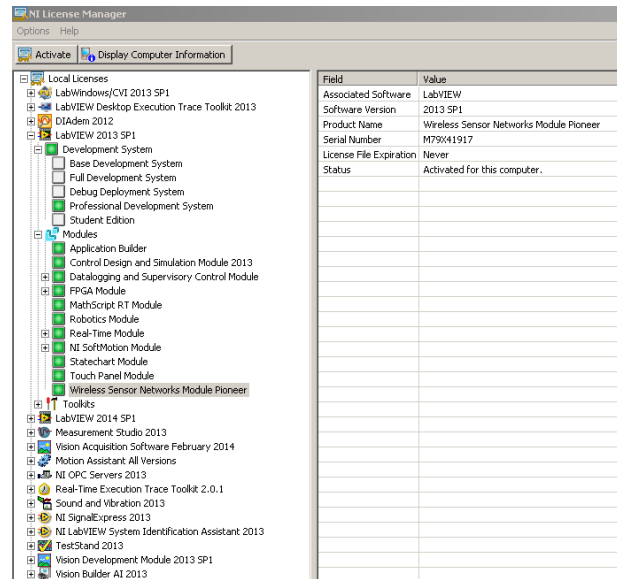 NI License Manager
Options Help
Activate Display Computer Information
Local Licenses
LabWindows/CVI 2013 SP1
LabVIEW Desktop Execution Trace Toolkit 2013
DIAdem 2012
LabVIEW 2013 SP1
Development System
Base Development System
Full Development System
Debug Deployment System
Professional Development System
Student Edition
Modules
Application Builder
Control Design and Simulation Module 2013
Datalogging and Supervisory Control Module
FPGA Module
MathScript RT Module
Robotics Module
Real-Time Module
NI SoftMotion Module
Statechart Module
Touch Panel Module
Wireless Sensor Networks Module Pioneer
Toolkits
LabVIEW 2014 SP1
Measurement Studio 2013
Vision Acquisition Software February 2014
Motion Assistant All Versions
NI OPC Servers 2013
Real-Time Execution Trace Toolkit 2.0.1
Sound and Vibration 2013
NI SignalExpress 2013
NI LabVIEW System Identification Assistant 2013
TestStand 2013
Vision Development Module 2013 SP1
Vision Builder AI 2013
Field Value
Associated Software LabVIEW
Software Version 2013 SP1
Product Name Wireless Sensor Networks Module Pioneer
Serial Number M79X41917
License File Expiration Never
Status Activated for this computer.